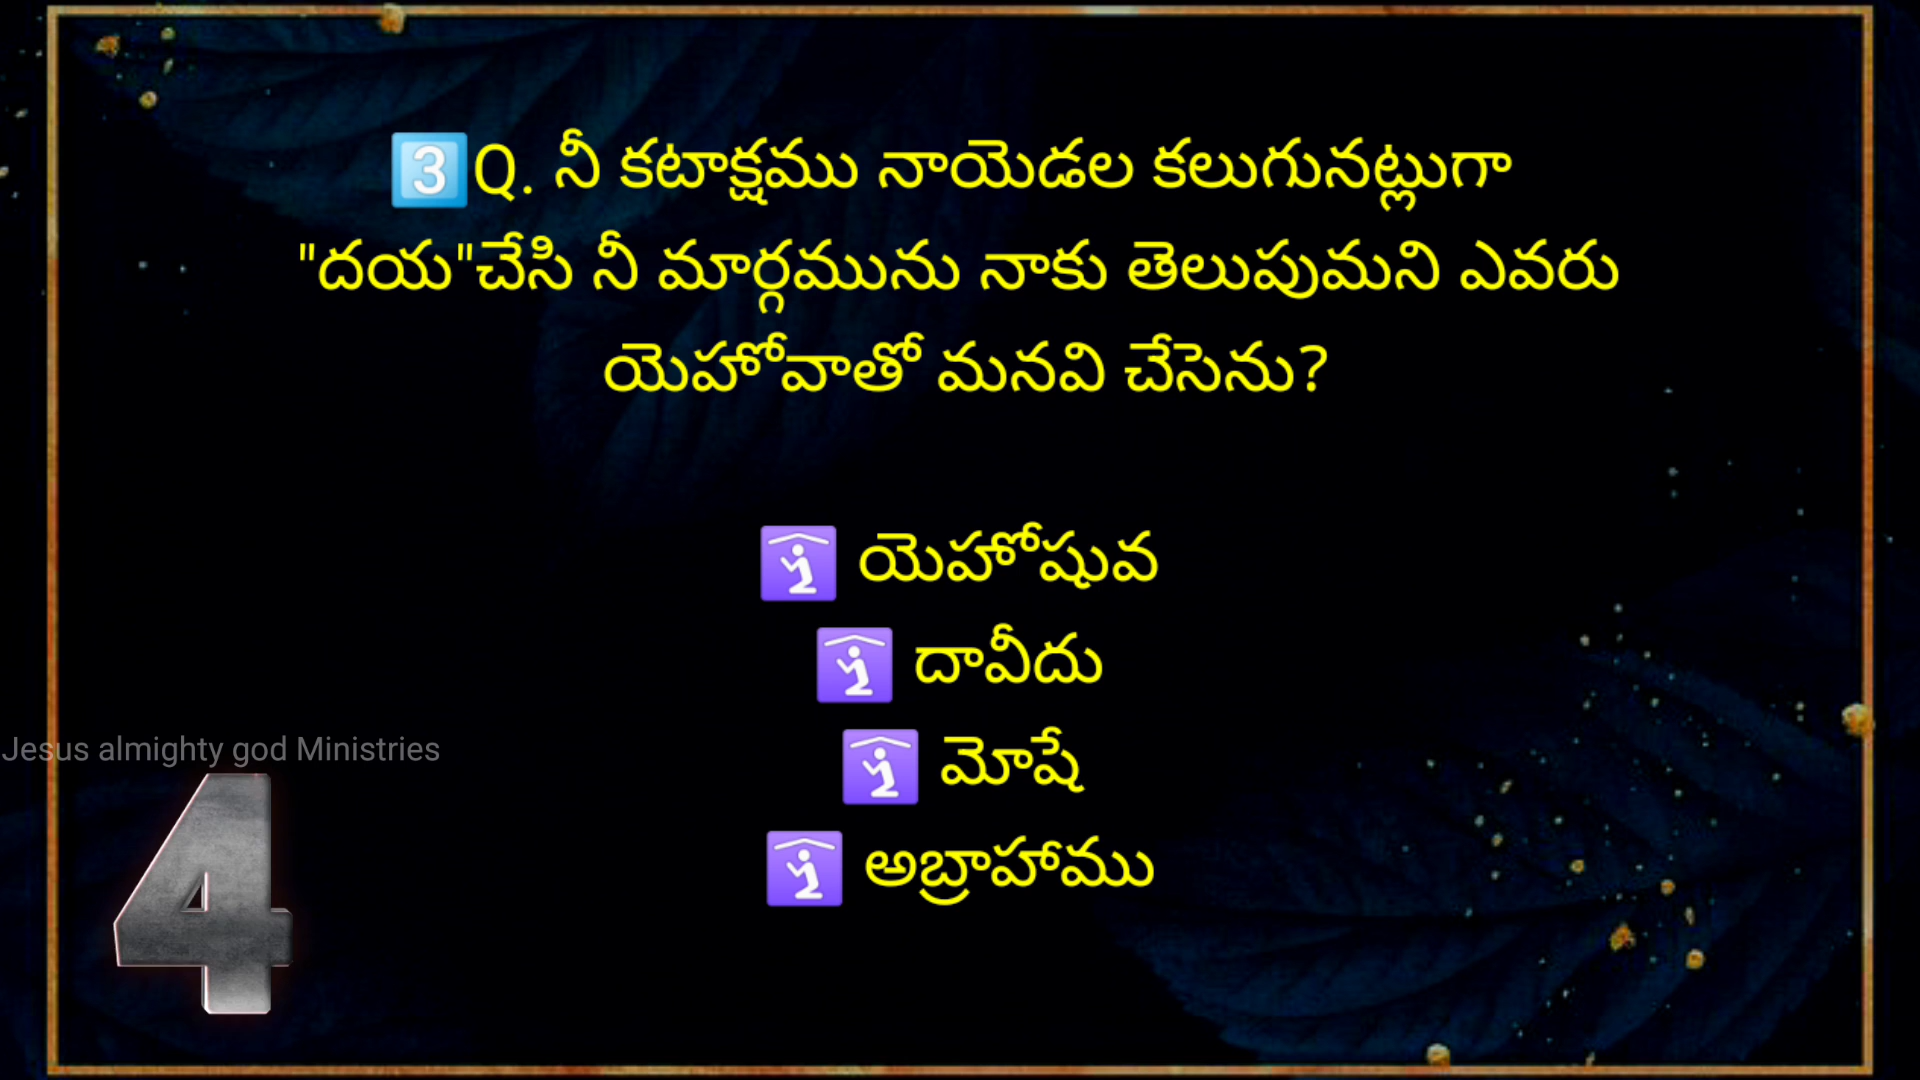 3️⃣Q. నీ కటాక్షము నాయెడల కలుగునట్లుగా
"దయ"చేసి నీ మార్గమును నాకు తెలుపుమని ఎవరు
యెహోవాతో మనవి చేసెను?
🛐 యెహోషువ
🛐 దావీదు
🛐 మోషే
🛐 అబ్రాహాము
Jesus almighty god Ministries
4